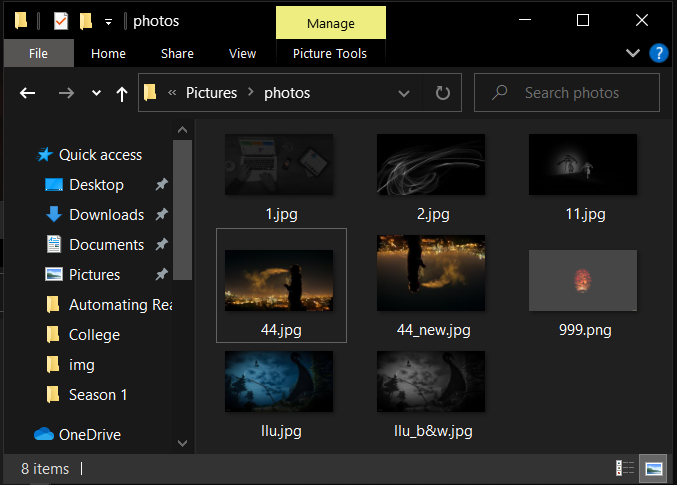 photos
Manage
File
Home
Share
View
Picture Tools
?
« Pictures > photos
Search photos
Quick access
Desktop
Downloads
Documents
Pictures
Automating Rea
College
img
Season 1
OneDrive
1.jpg
2.jpg
11.jpg
44.jpg
44_new.jpg
999.png
llu.jpg
llu_b&w.jpg
8 items